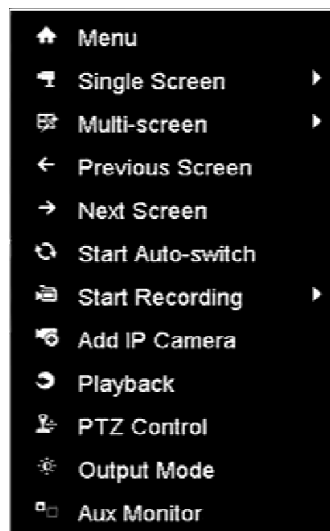 Menu
Single Screen
Multi-screen
Previous Screen
Next Screen
Start Auto-switch
Start Recording
Add IP Camera
Playback
PTZ Control
Output Mode
Aux Monitor